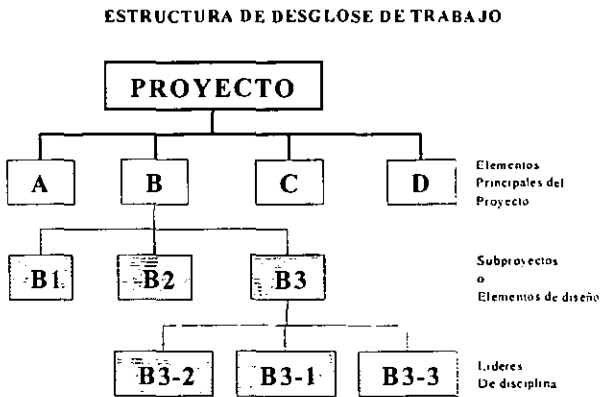 ESTRUCTURA DE DESGLOSE DE TRABAJO
PROYECTO
A B C D
Elementos
Principales del
Proyecto
B1 B2 B3
Subproyectos
o
Elementos de diseño
B3-2 B3-1 B3-3
Lideres
De disciplina